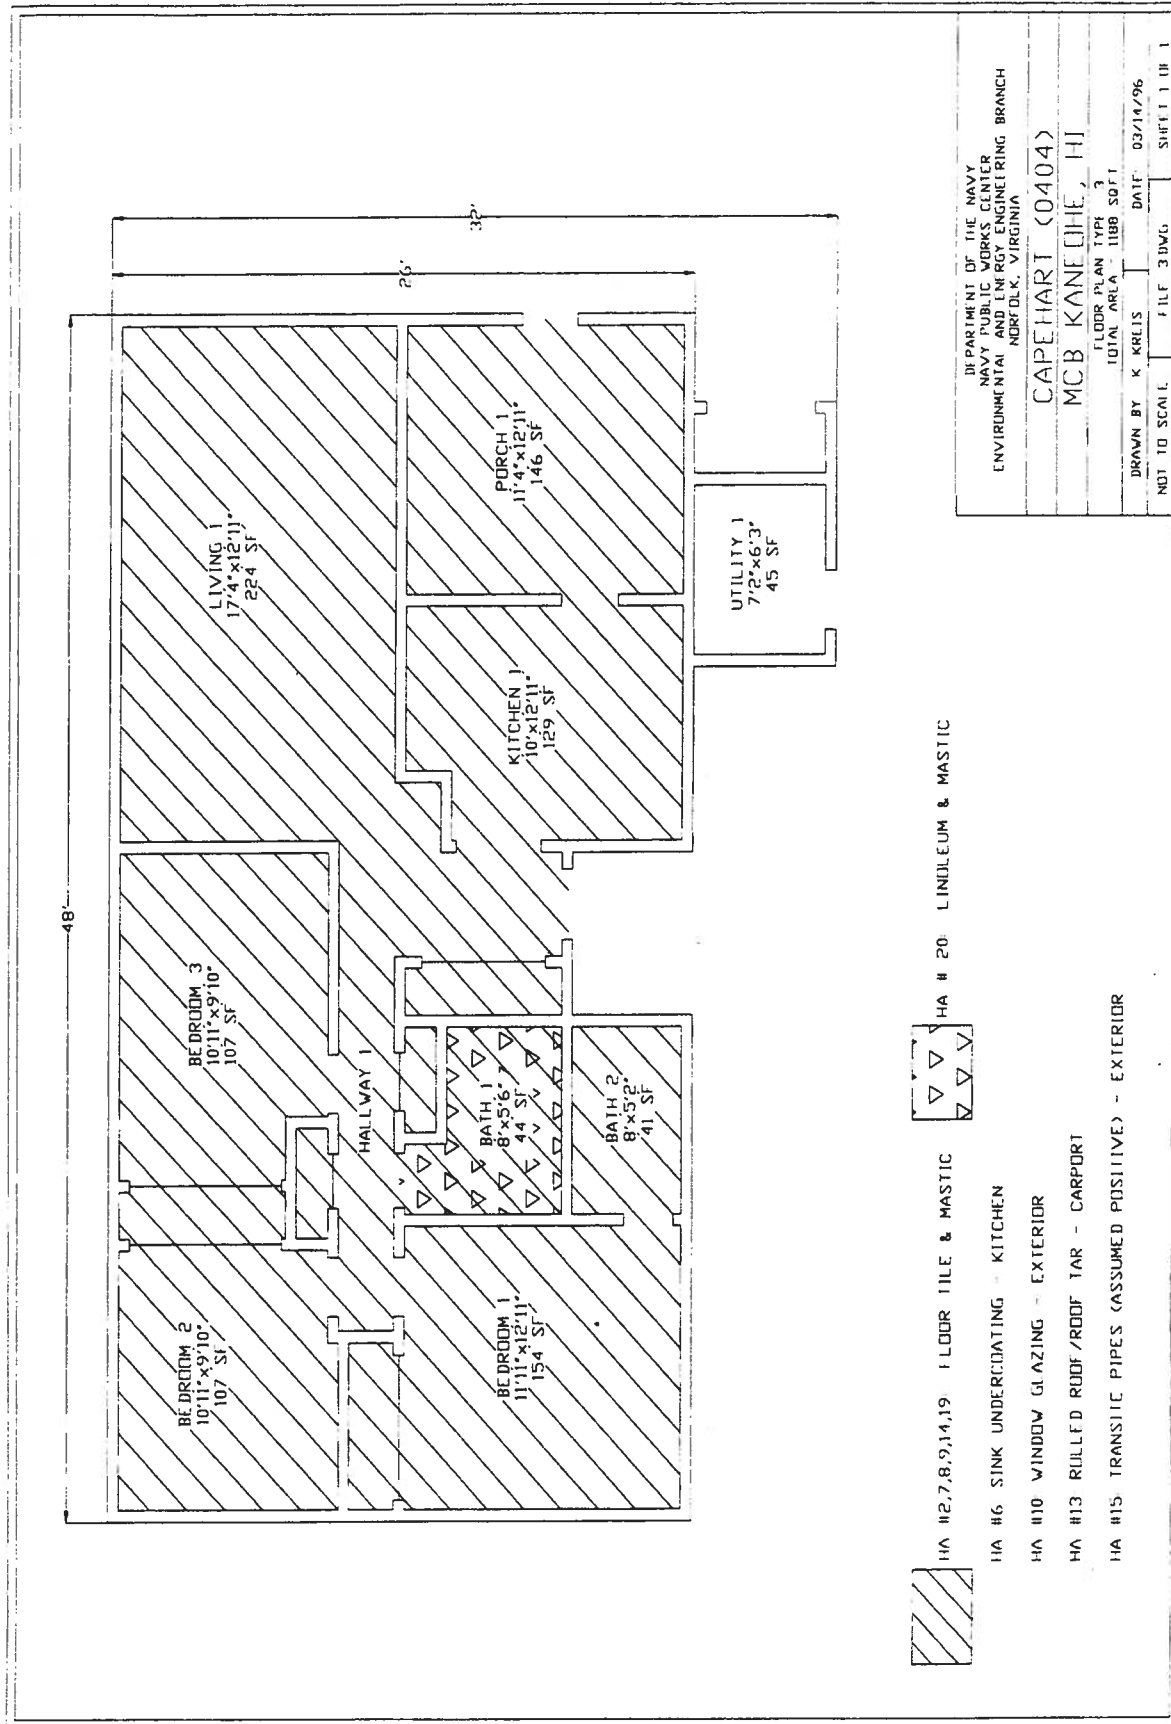 48'
32'
26'
BEDROOM 2
10'11"x9'10"
107 SF
BEDROOM 3
10'11"x9'10"
107 SF
LIVING 1
17'4"x12'11"
224 SF
HALLWAY 1
BEDROOM 1
11'11"x12'11"
154 SF
BATH 1
8'x5'6"
44 SF
BATH 2
8'x5'2"
41 SF
KITCHEN 1
10'x12'11"
129 SF
PORCH 1
11'4"x12'11"
146 SF
UTILITY 1
7'2"x6'3"
45 SF
HA #2,7,8,9,14,19 FLOOR TILE & MASTIC
HA # 20 LINOLEUM & MASTIC
HA #6 SINK UNDERCOATING - KITCHEN
HA #10 WINDOW GLAZING - EXTERIOR
HA #13 ROLLED ROOF/ROOF TAR - CARPORT
HA #15 TRANSITE PIPES (ASSUMED POSITIVE) - EXTERIOR
DEPARTMENT OF THE NAVY
NAVY PUBLIC WORKS CENTER
ENVIRONMENTAL AND ENERGY ENGINEERING BRANCH
NORFOLK, VIRGINIA
CAPEHART (0404)
MCB KANEOHE, HI
FLOOR PLAN TYPE 3
TOTAL AREA - 1188 SQFT
DRAWN BY K KREIS DATE 03/14/96
NOT TO SCALE FILE 3DWG SHEET 1 OF 1